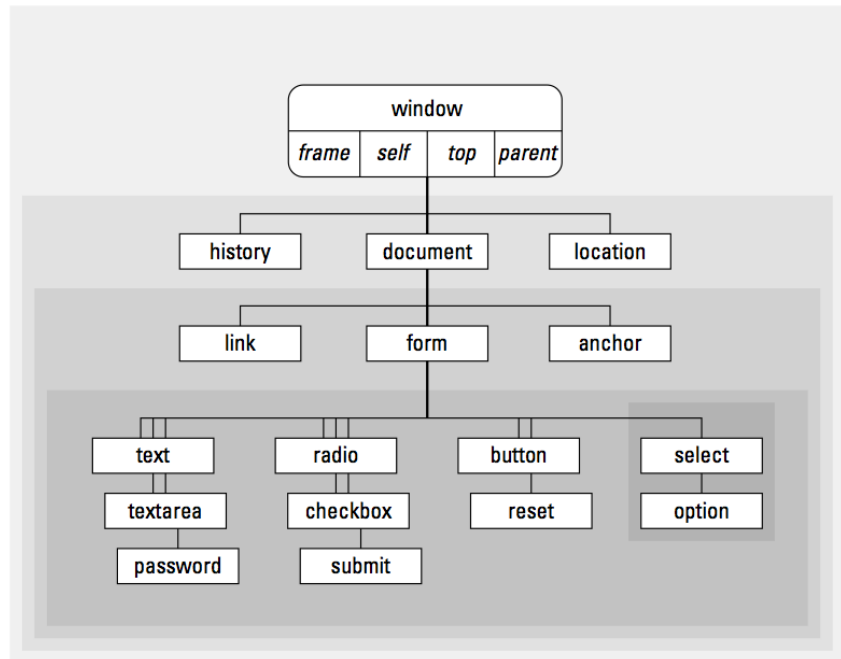 window
frame self top parent
history document location
link form anchor
text radio button select
textarea checkbox reset option
password submit